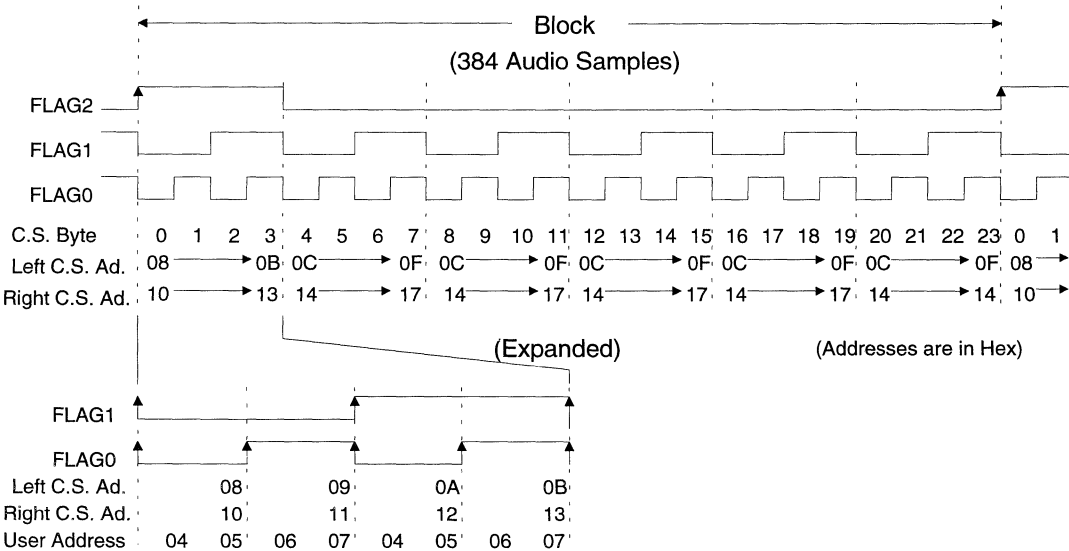 Block
(384 Audio Samples)
FLAG2
FLAG1
FLAG0
C.S. Byte 0 1 2 3 4 5 6 7 8 9 10 11 12 13 14 15 16 17 18 19 20 21 22 23 0 1
Left C.S. Ad. 08 0B 0C 0F 0C 0F 0C 0F 0C 0F 0C 0F 08
Right C.S. Ad. 10 13 14 17 14 17 14 17 14 17 14 14 10
(Expanded) (Addresses are in Hex)
FLAG1
FLAG0
Left C.S. Ad. 08 09 0A 0B
Right C.S. Ad. 10 11 12 13
User Address 04 05 06 07 04 05 06 07